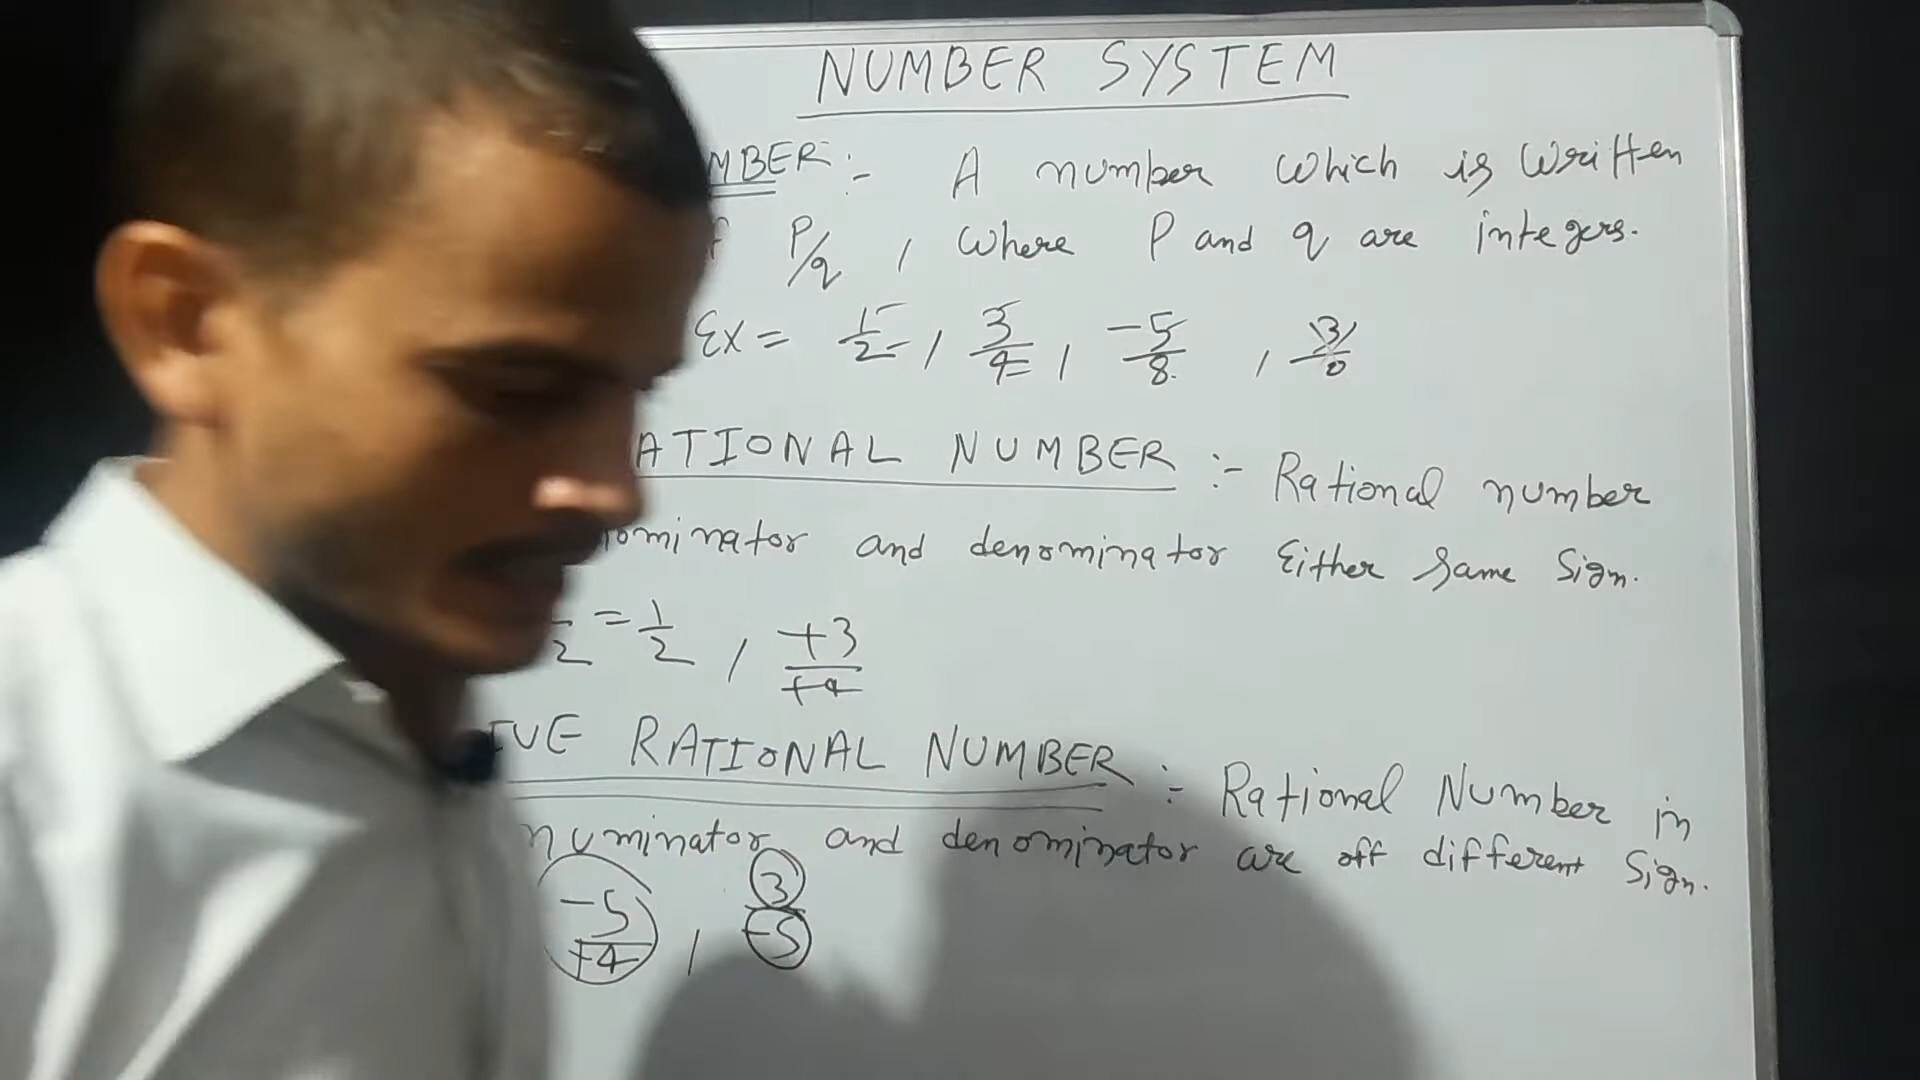 NUMBER SYSTEM
MBER :- A number which is written
P/q , where P and q are integers.
Ex = 1/2 , 3/4 , -5/8 , 3/0
ATIONAL NUMBER :- Rational number
ominator and denominator Either same sign.
2 = 1/2 , +3/+4
IVE RATIONAL NUMBER :- Rational Number in
numinator and denominator are off different sign.
-5/+4 , 3/-5